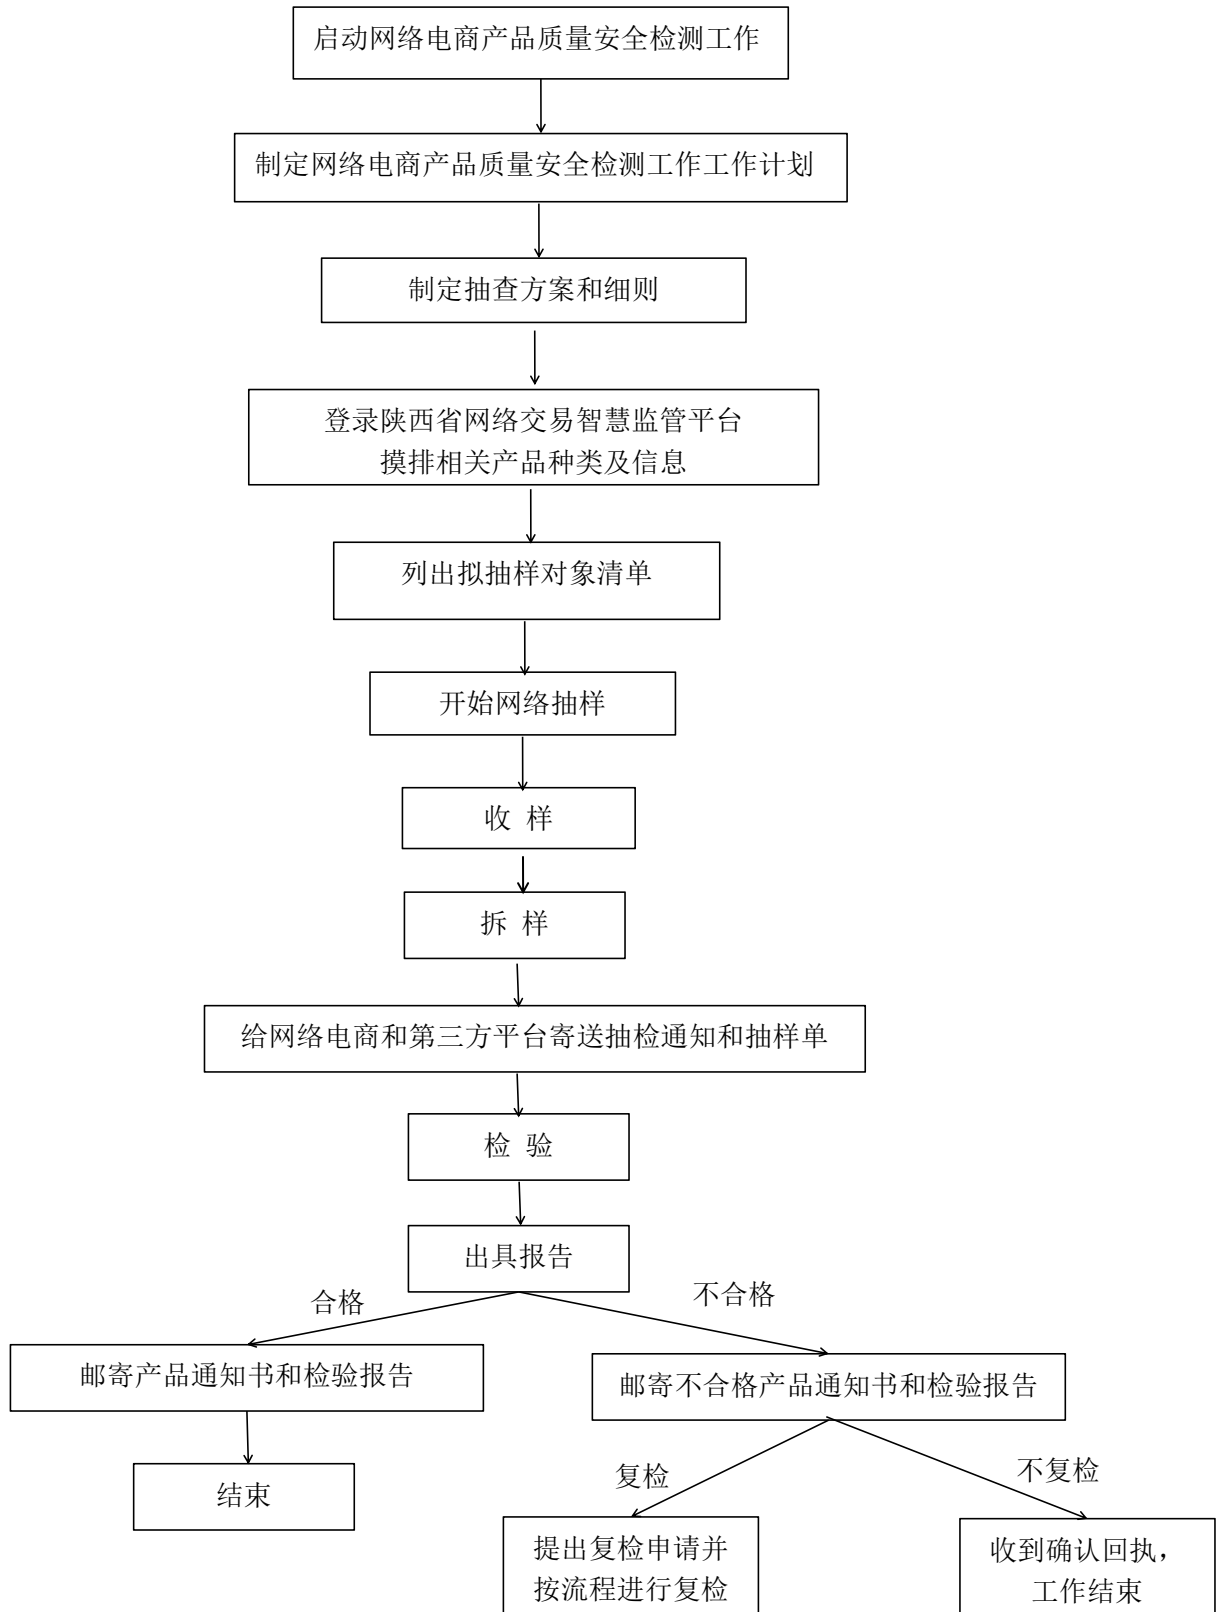 启动网络电商产品质量安全检测工作
制定网络电商产品质量安全检测工作工作计划
制定抽查方案和细则
登录陕西省网络交易智慧监管平台
摸排相关产品种类及信息
列出拟抽样对象清单
开始网络抽样
收 样
拆 样
给网络电商和第三方平台寄送抽检通知和抽样单
检 验
出具报告
合格
不合格
邮寄产品通知书和检验报告
邮寄不合格产品通知书和检验报告
结束
复检
不复检
提出复检申请并
按流程进行复检
收到确认回执，
工作结束